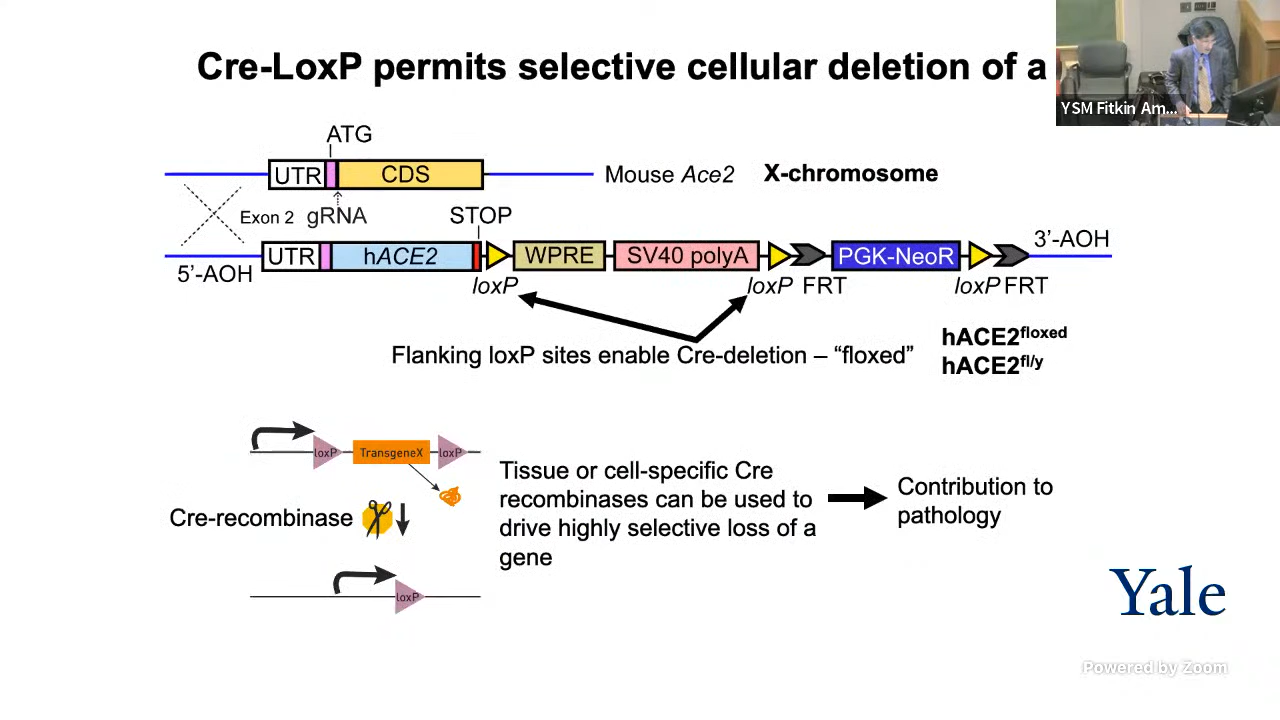 Cre-LoxP permits selective cellular deletion of a
YSM Fitkin Am...
ATG
UTR CDS Mouse Ace2 X-chromosome
Exon 2 gRNA STOP
5'-AOH UTR hACE2 WPRE SV40 polyA PGK-NeoR 3'-AOH
loxP loxP FRT loxP FRT
Flanking loxP sites enable Cre-deletion – “floxed”
hACE2floxed
hACE2fl/y
loxP TransgeneX loxP
Cre-recombinase
loxP
Tissue or cell-specific Cre
recombinases can be used to
drive highly selective loss of a
gene
Contribution to
pathology
Yale
Powered by Zoom